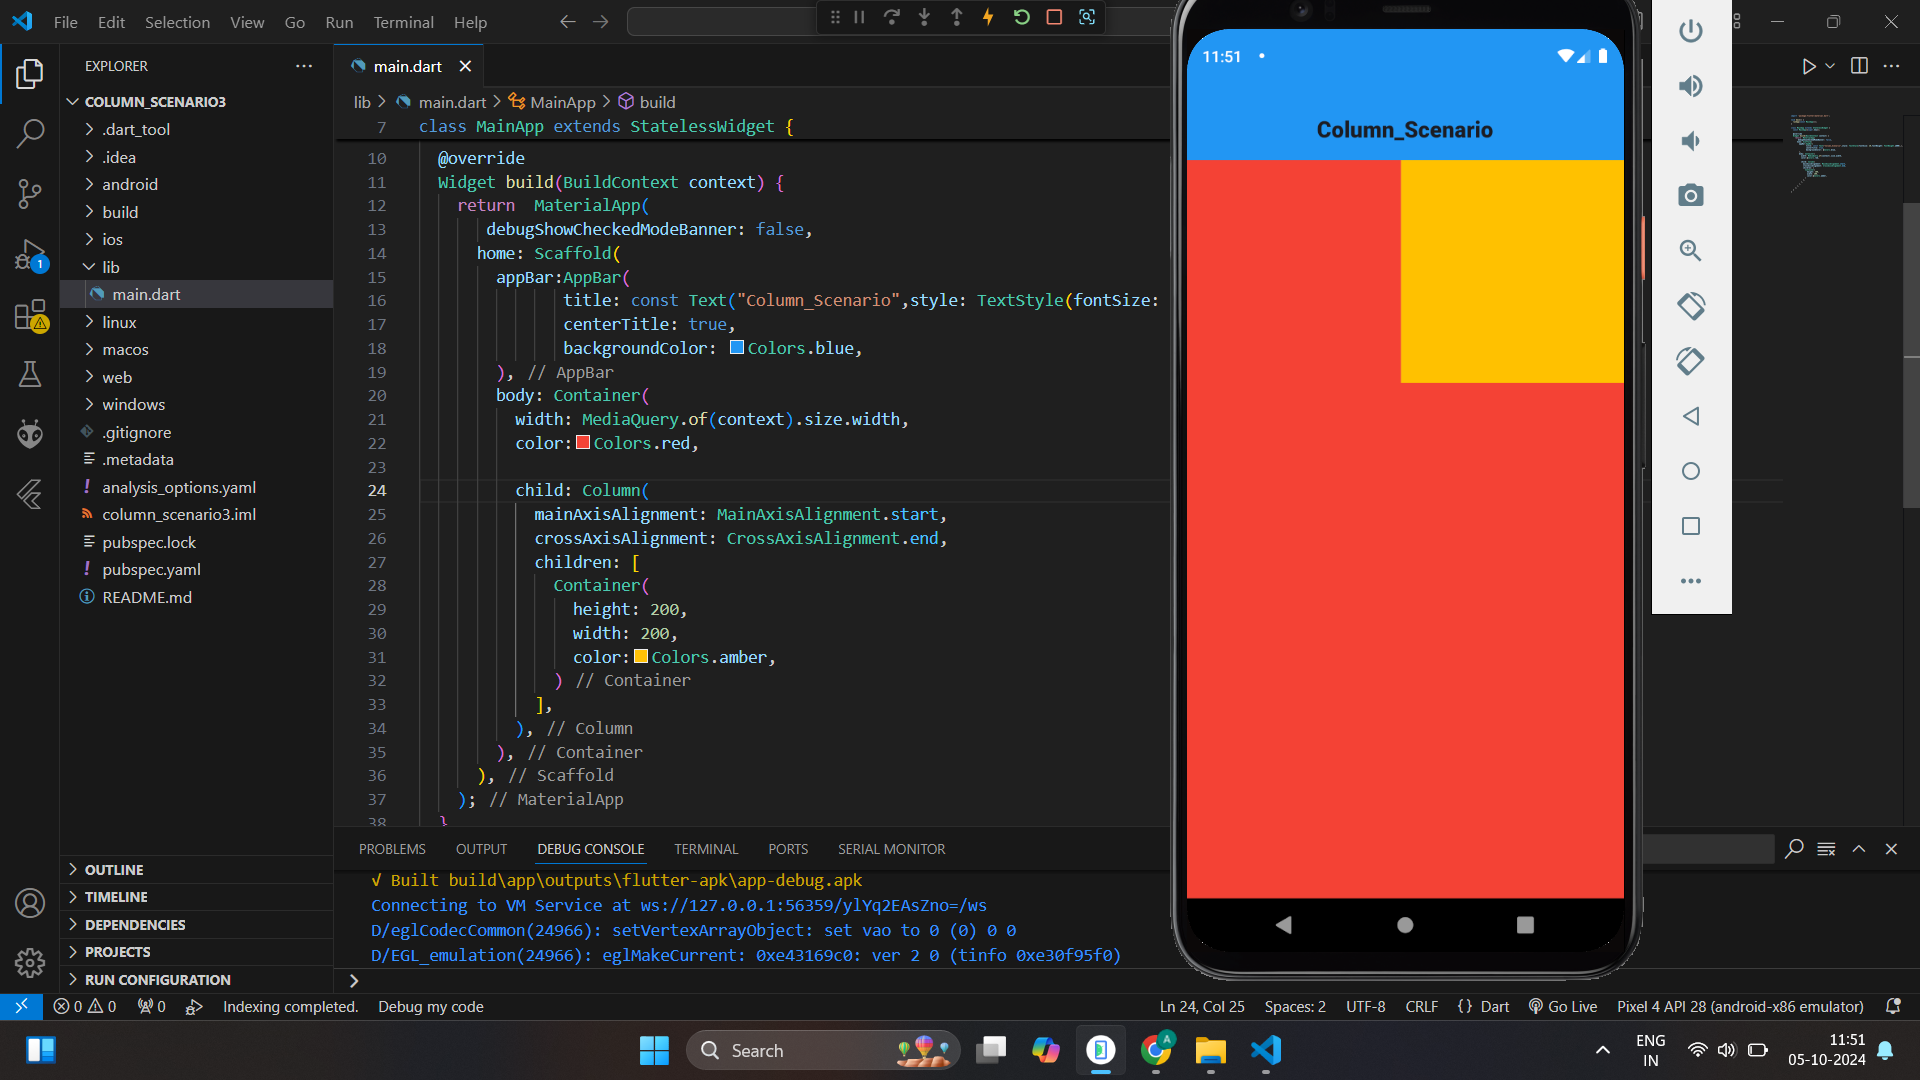 File Edit Selection View Go Run Terminal Help
EXPLORER
COLUMN_SCENARIO3
.dart_tool
.idea
android
build
ios
lib
main.dart
linux
macos
web
windows
.gitignore
.metadata
analysis_options.yaml
column_scenario3.iml
pubspec.lock
pubspec.yaml
README.md
OUTLINE
TIMELINE
DEPENDENCIES
PROJECTS
RUN CONFIGURATION
main.dart
lib > main.dart > MainApp > build
7 class MainApp extends StatelessWidget {
10 @override
11 Widget build(BuildContext context) {
12 return MaterialApp(
13 debugShowCheckedModeBanner: false,
14 home: Scaffold(
15 appBar:AppBar(
16 title: const Text("Column_Scenario",style: TextStyle(fontSize:
17 centerTitle: true,
18 backgroundColor: Colors.blue,
19 ), // AppBar
20 body: Container(
21 width: MediaQuery.of(context).size.width,
22 color: Colors.red,
23
24 child: Column(
25 mainAxisAlignment: MainAxisAlignment.start,
26 crossAxisAlignment: CrossAxisAlignment.end,
27 children: [
28 Container(
29 height: 200,
30 width: 200,
31 color: Colors.amber,
32 ) // Container
33 ],
34 ), // Column
35 ), // Container
36 ), // Scaffold
37 ); // MaterialApp
38 }
PROBLEMS OUTPUT DEBUG CONSOLE TERMINAL PORTS SERIAL MONITOR
√ Built build\app\outputs\flutter-apk\app-debug.apk
Connecting to VM Service at ws://127.0.0.1:56359/ylYq2EAsZno=/ws
D/eglCodecCommon(24966): setVertexArrayObject: set vao to 0 (0) 0 0
D/EGL_emulation(24966): eglMakeCurrent: 0xe43169c0: ver 2 0 (tinfo 0xe30f95f0)
>
11:51
Column_Scenario
1
0 0 0 Indexing completed. Debug my code Ln 24, Col 25 Spaces: 2 UTF-8 CRLF {} Dart Go Live Pixel 4 API 28 (android-x86 emulator)
Search
A
ENG
IN
11:51
05-10-2024